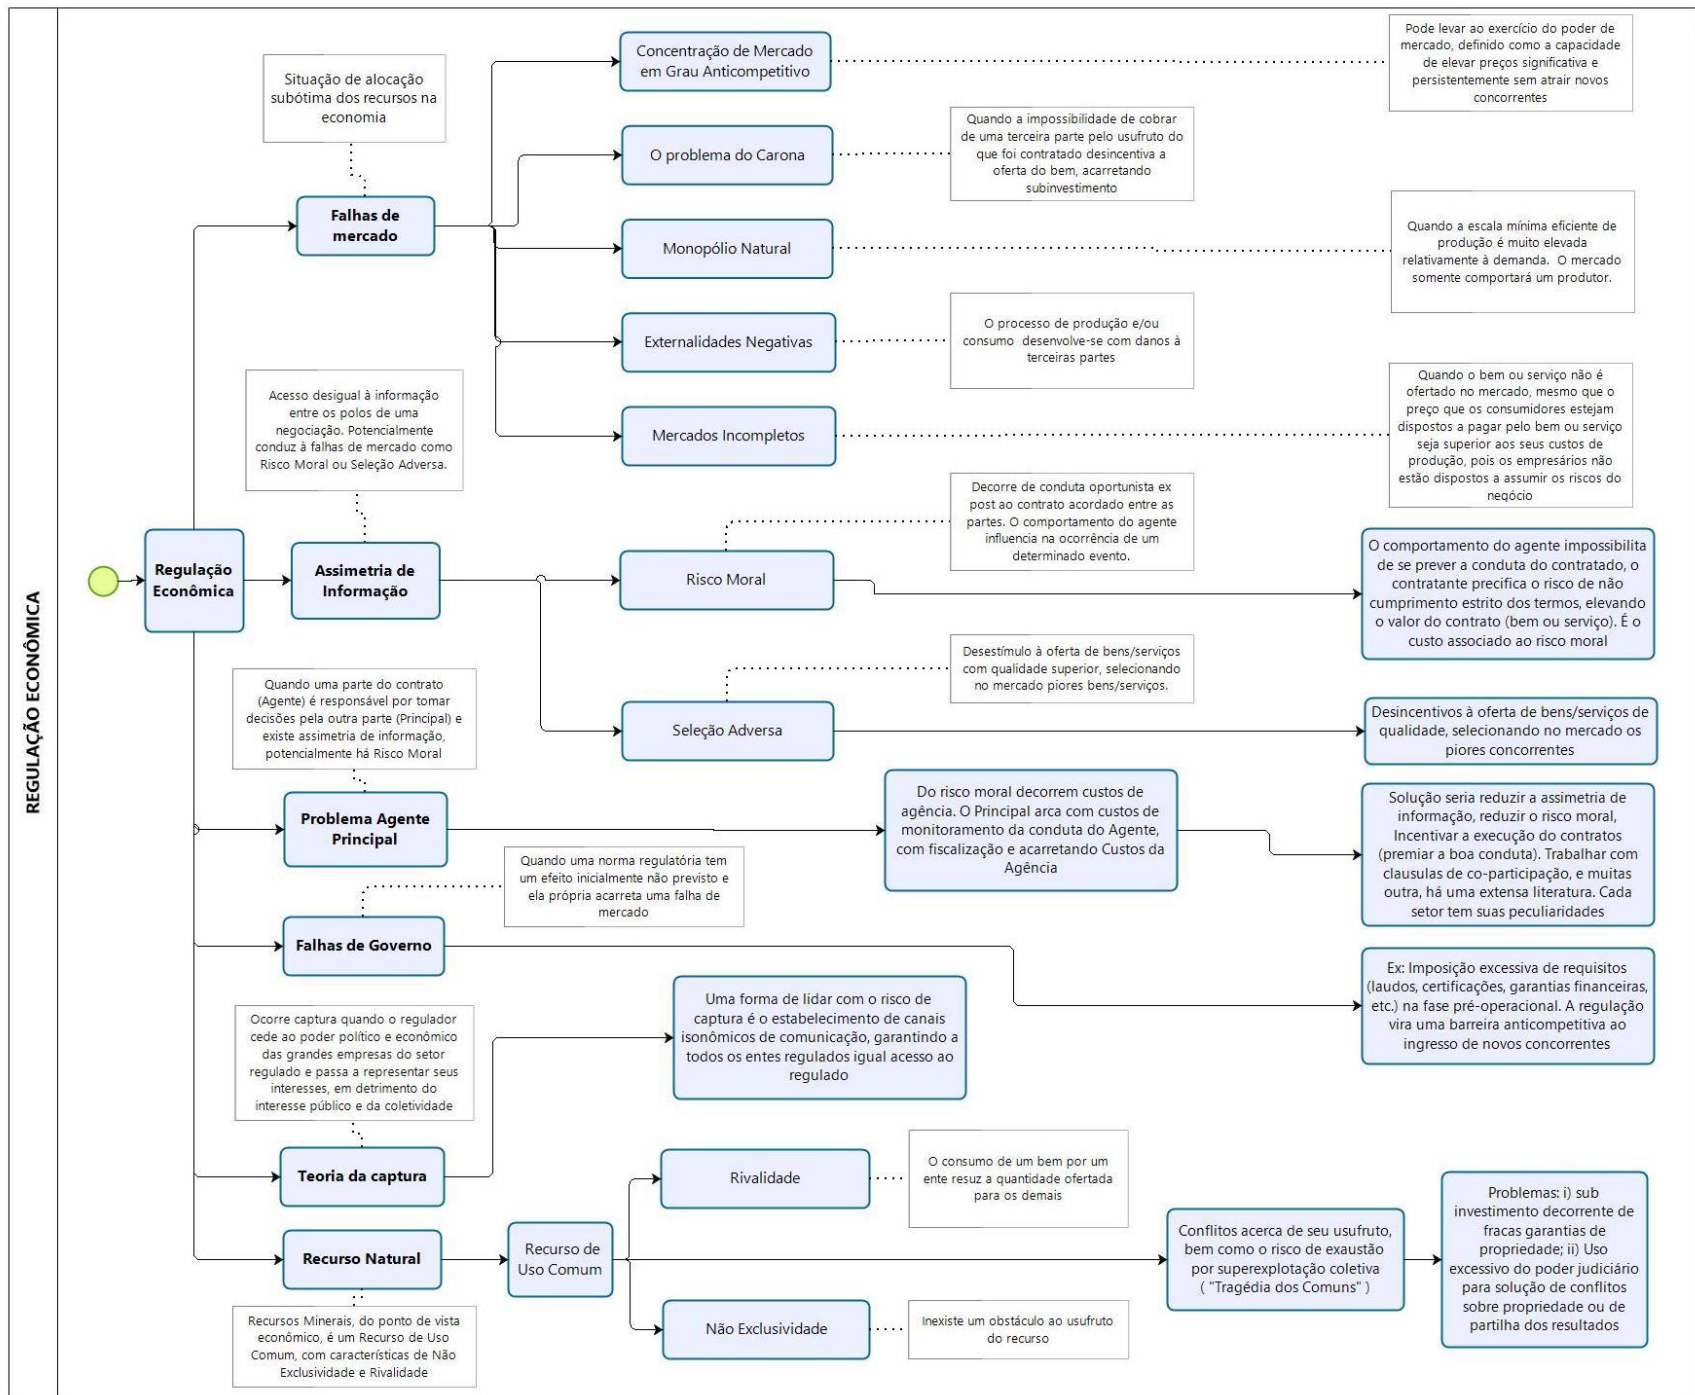 REGULAÇÃO ECONÔMICA
Regulação
Econômica
Situação de alocação
subótima dos recursos na
economia
Falhas de
mercado
Concentração de Mercado
em Grau Anticompetitivo
Pode levar ao exercício do poder de
mercado, definido como a capacidade
de elevar preços significativa e
persistentemente sem atrair novos
concorrentes
O problema do Carona
Quando a impossibilidade de cobrar
de uma terceira parte pelo usufruto do
que foi contratado desincentiva a
oferta do bem, acarretando
subinvestimento
Monopólio Natural
Quando a escala mínima eficiente de
produção é muito elevada
relativamente à demanda. O mercado
somente comportará um produtor.
Externalidades Negativas
O processo de produção e/ou
consumo desenvolve-se com danos à
terceiras partes
Mercados Incompletos
Quando o bem ou serviço não é
ofertado no mercado, mesmo que o
preço que os consumidores estejam
dispostos a pagar pelo bem ou serviço
seja superior aos seus custos de
produção, pois os empresários não
estão dispostos a assumir os riscos do
negócio
Acesso desigual à informação
entre os polos de uma
negociação. Potencialmente
conduz à falhas de mercado como
Risco Moral ou Seleção Adversa.
Assimetria de
Informação
Decorre de conduta oportunista ex
post ao contrato acordado entre as
partes. O comportamento do agente
influencia na ocorrência de um
determinado evento.
Risco Moral
O comportamento do agente impossibilita
de se prever a conduta do contratado, o
contratante precifica o risco de não
cumprimento estrito dos termos, elevando
o valor do contrato (bem ou serviço). É o
custo associado ao risco moral
Desestímulo à oferta de bens/serviços
com qualidade superior, selecionando
no mercado piores bens/serviços.
Seleção Adversa
Desincentivos à oferta de bens/serviços de
qualidade, selecionando no mercado os
piores concorrentes
Quando uma parte do contrato
(Agente) é responsável por tomar
decisões pela outra parte (Principal) e
existe assimetria de informação,
potencialmente há Risco Moral
Problema Agente
Principal
Do risco moral decorrem custos de
agência. O Principal arca com custos de
monitoramento da conduta do Agente,
com fiscalização e acarretando Custos da
Agência
Solução seria reduzir a assimetria de
informação, reduzir o risco moral,
Incentivar a execução do contratos
(premiar a boa conduta). Trabalhar com
clausulas de co-participação, e muitas
outra, há uma extensa literatura. Cada
setor tem suas peculiaridades
Quando uma norma regulatória tem
um efeito inicialmente não previsto e
ela própria acarreta uma falha de
mercado
Falhas de Governo
Ex: Imposição excessiva de requisitos
(laudos, certificações, garantias financeiras,
etc.) na fase pré-operacional. A regulação
vira uma barreira anticompetitiva ao
ingresso de novos concorrentes
Ocorre captura quando o regulador
cede ao poder político e econômico
das grandes empresas do setor
regulado e passa a representar seus
interesses, em detrimento do
interesse público e da coletividade
Teoria da captura
Uma forma de lidar com o risco de
captura é o estabelecimento de canais
isonômicos de comunicação, garantindo a
a todos os entes regulados igual acesso ao
regulado
Recurso Natural
Recursos Minerais, do ponto de vista
econômico, é um Recurso de Uso
Comum, com características de Não
Exclusividade e Rivalidade
Recurso de
Uso Comum
Rivalidade
O consumo de um bem por um
ente resuz a quantidade ofertada
para os demais
Não Exclusividade
Inexiste um obstáculo ao usufruto
do recurso
Conflitos acerca de seu usufruto,
bem como o risco de exaustão
por superexplotação coletiva
( "Tragédia dos Comuns" )
Problemas: i) sub
investimento decorrente de
fracas garantias de
propriedade; ii) Uso
excessivo do poder judiciário
para solução de conflitos
sobre propriedade ou de
partilha dos resultados